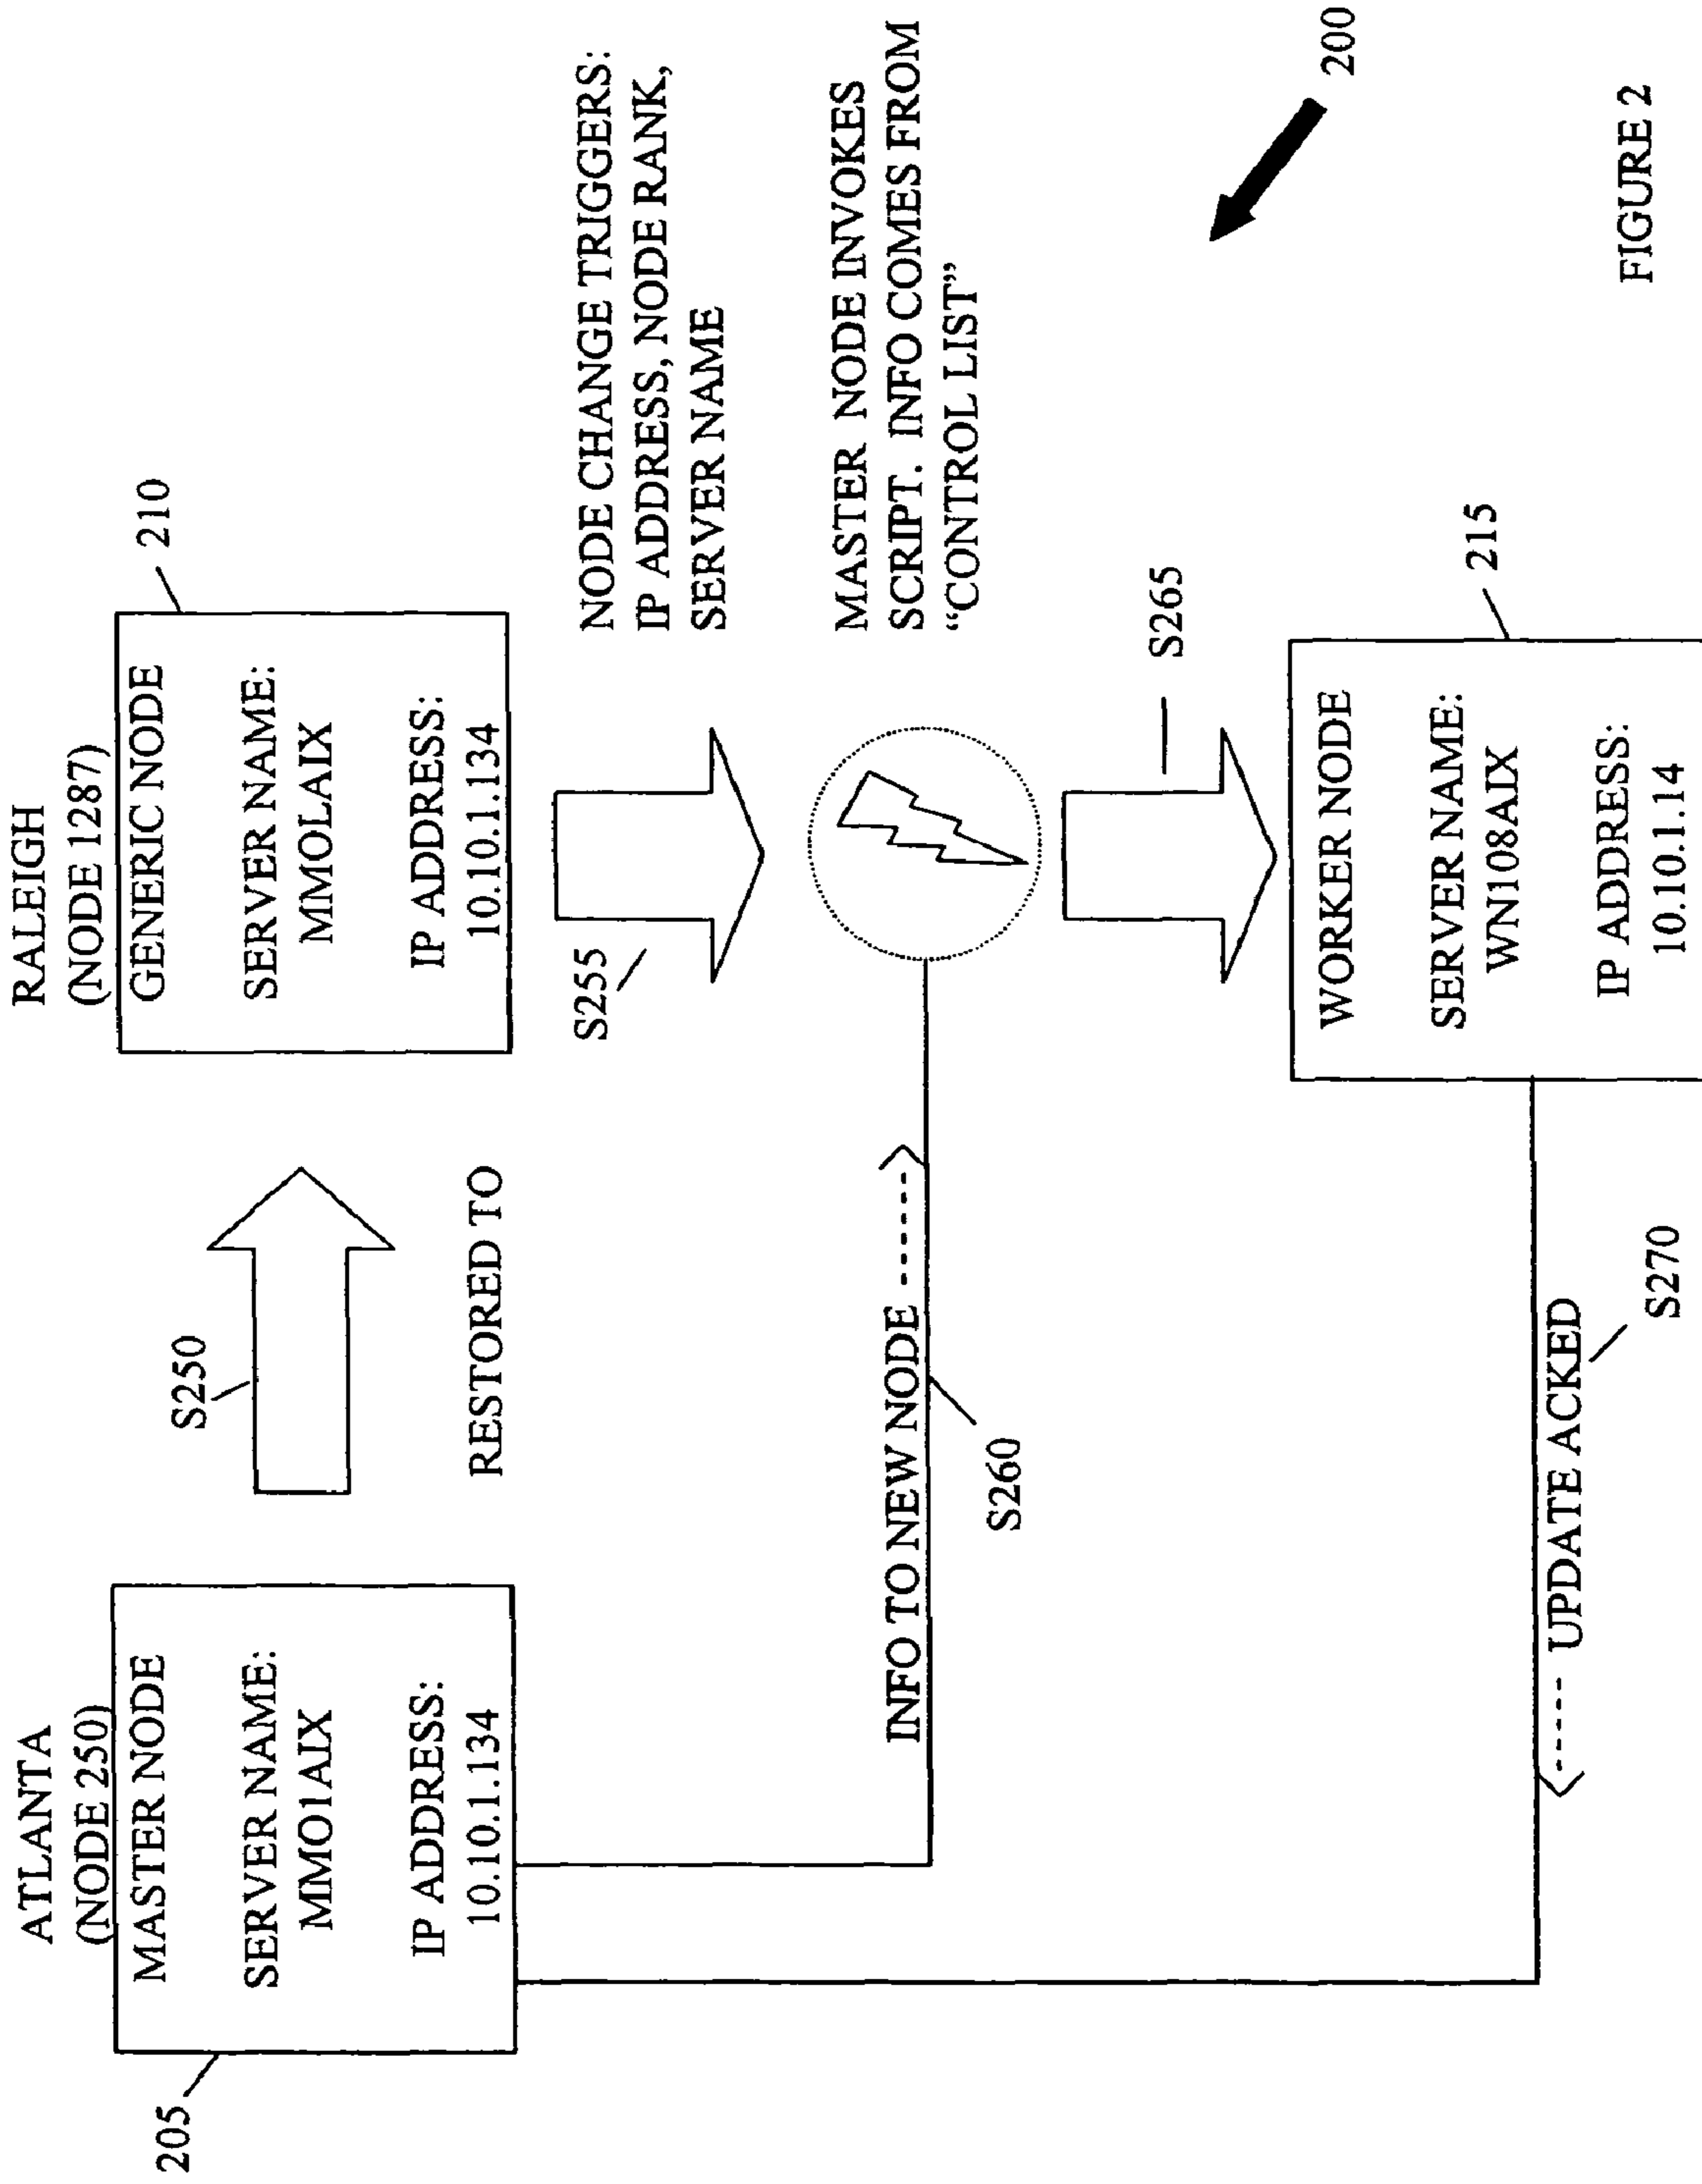 ATLANTA
(NODE 250)
MASTER NODE
SERVER NAME:
MMO1AIX
IP ADDRESS:
10.10.1.134
205
S250
RESTORED TO
RALEIGH
(NODE 1287)
GENERIC NODE
SERVER NAME:
MMOLAIX
IP ADDRESS:
10.10.1.134
210
S255
NODE CHANGE TRIGGERS:
IP ADDRESS, NODE RANK,
SERVER NAME
INFO TO NEW NODE
S260
MASTER NODE INVOKES
SCRIPT. INFO COMES FROM
“CONTROL LIST”
S265
WORKER NODE
SERVER NAME:
WN108AIX
IP ADDRESS:
10.10.1.14
215
UPDATE ACKED
S270
200
FIGURE 2